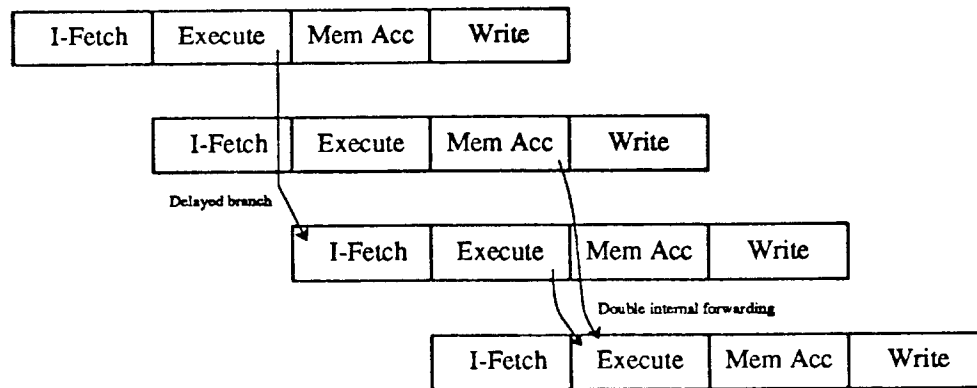 I-Fetch Execute Mem Acc Write
I-Fetch Execute Mem Acc Write
Delayed branch
I-Fetch Execute Mem Acc Write
Double internal forwarding
I-Fetch Execute Mem Acc Write